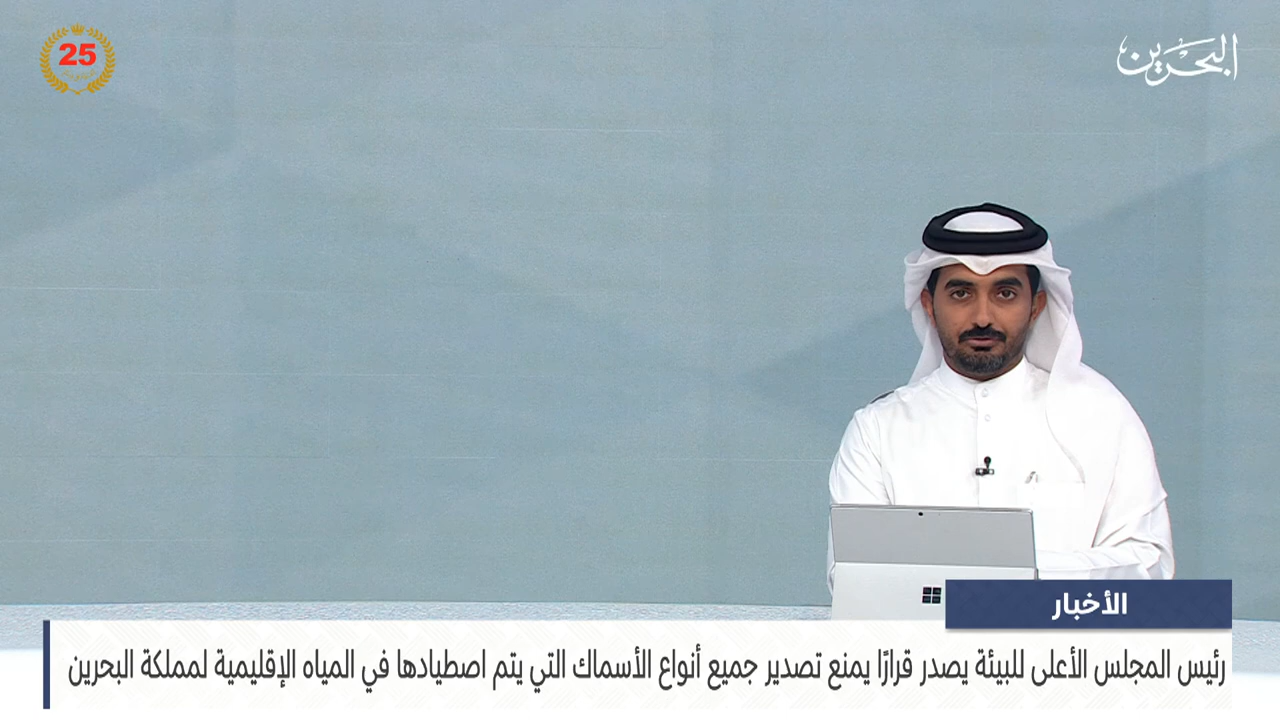 25
البحرين
الأخبار
رئيس المجلس الأعلى للبيئة يصدر قرارًا يمنع تصدير جميع أنواع الأسماك التي يتم اصطيادها في المياه الإقليمية لمملكة البحرين